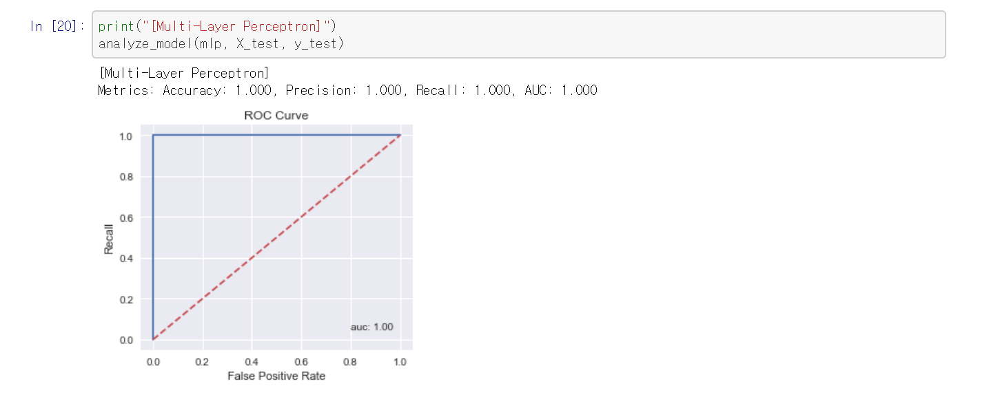 In [20]:
print("[Multi-Layer Perceptron]")
analyze_model(mlp, X_test, y_test)
[Multi-Layer Perceptron]
Metrics: Accuracy: 1.000, Precision: 1.000, Recall: 1.000, AUC: 1.000
ROC Curve
1.0
0.8
0.6
0.4
0.2
0.0
Recall
auc: 1.00
0.0 0.2 0.4 0.6 0.8 1.0
False Positive Rate